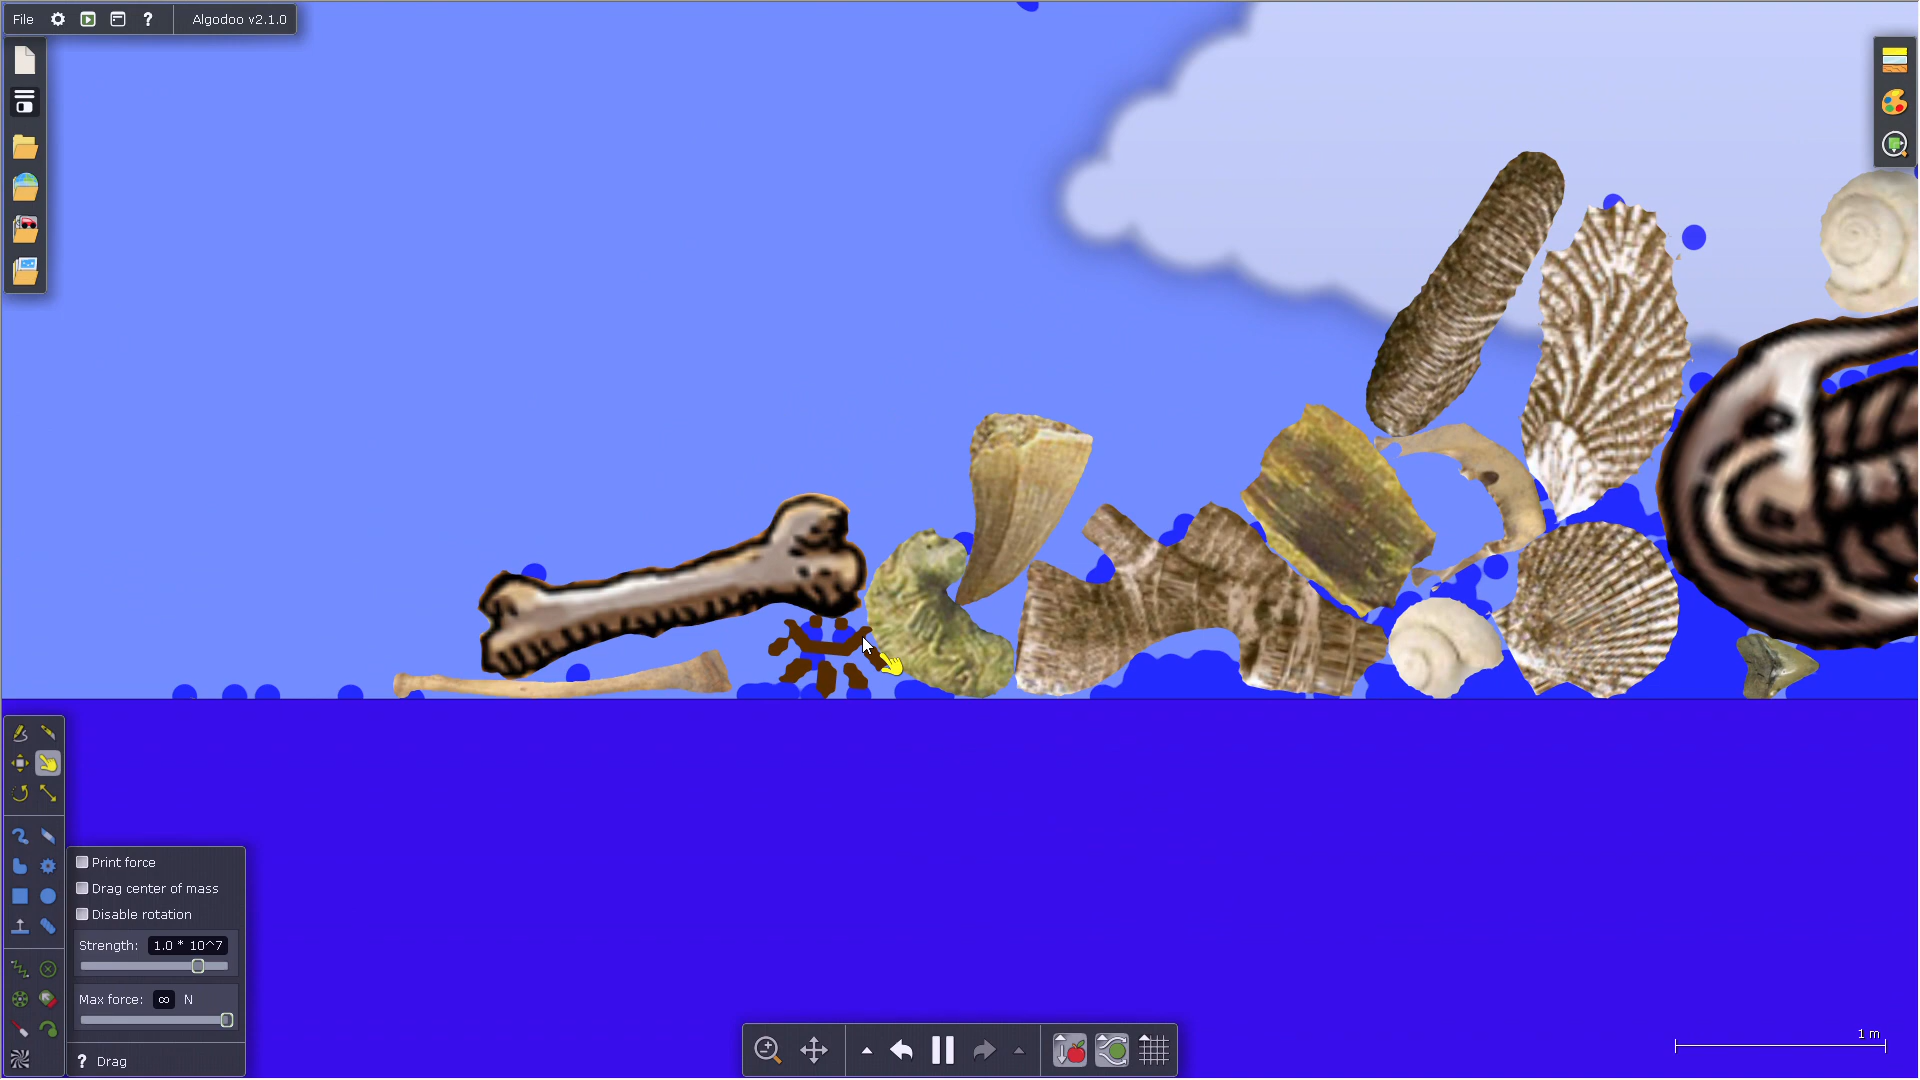 File ? Algodoo v2.1.0
Print force
Drag center of mass
Disable rotation
Strength: 1.0 * 10^7
Max force: ∞ N
? Drag
1 m